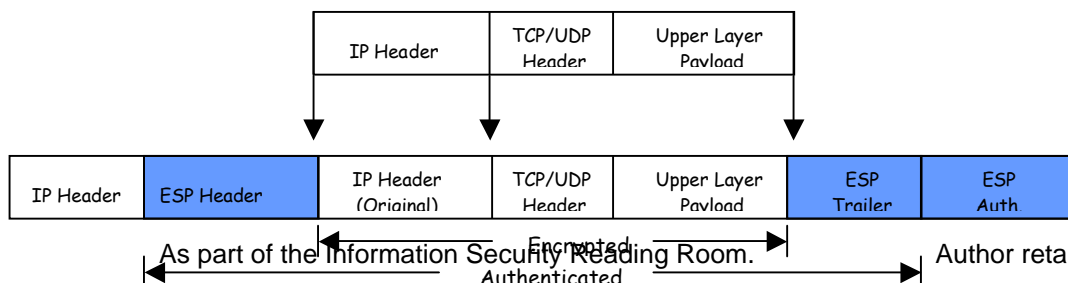 IP Header
TCP/UDP
Header
Upper Layer
Payload
IP Header
ESP Header
IP Header
(Original)
TCP/UDP
Header
Upper Layer
Payload
ESP
Trailer
ESP
Auth.
Encrypted
As part of the Information Security Reading Room.
Author reta
Authenticated